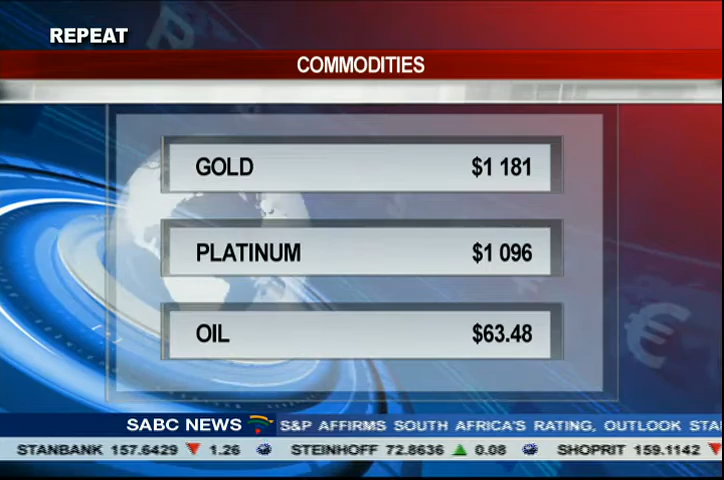 REPEAT
COMMODITIES
GOLD $1 181
PLATINUM $1 096
OIL $63.48
SABC NEWS S&P AFFIRMS SOUTH AFRICA'S RATING, OUTLOOK STA
STANBANK 157.6429 ▼ 1.26 STEINHOFF 72.8636 ▲ 0.08 SHOPRIT 159.1142 ▼